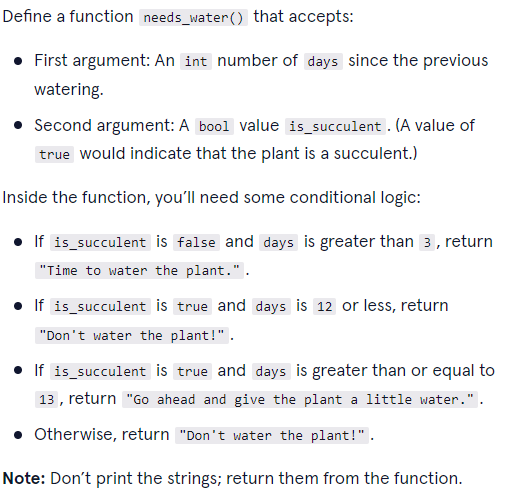 Define a function needs_water() that accepts:
● First argument: An int number of days since the previous
watering.
● Second argument: A bool value is_succulent. (A value of
true would indicate that the plant is a succulent.)
Inside the function, you’ll need some conditional logic:
● If is_succulent is false and days is greater than 3, return
"Time to water the plant.".
● If is_succulent is true and days is 12 or less, return
"Don't water the plant!".
● If is_succulent is true and days is greater than or equal to
13, return "Go ahead and give the plant a little water.".
● Otherwise, return "Don't water the plant!".
Note: Don’t print the strings; return them from the function.